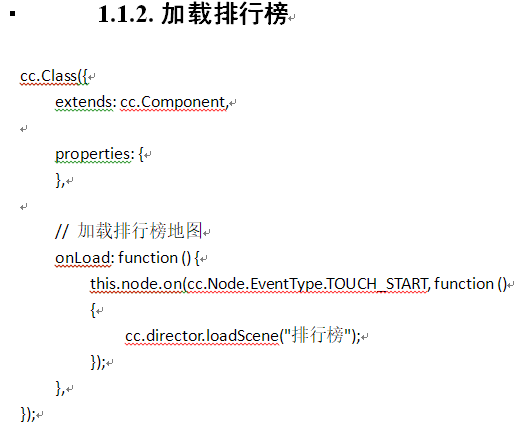 1.1.2. 加载排行榜
cc.Class({
extends: cc.Component,
properties: {
},
// 加载排行榜地图
onLoad: function () {
this.node.on(cc.Node.EventType.TOUCH_START, function ()
{
cc.director.loadScene("排行榜");
});
},
});